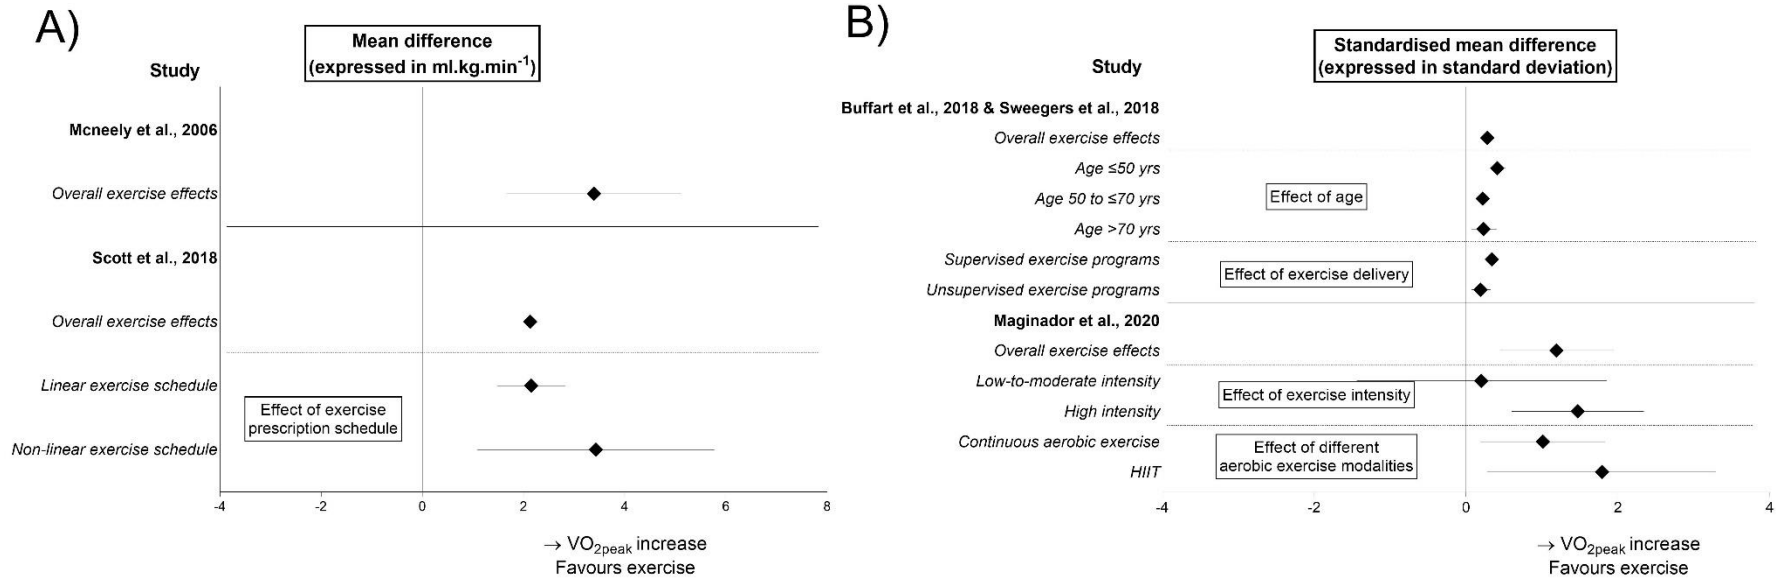 A)
Mean difference
(expressed in ml.kg.min-1)
Study
Mcneely et al., 2006
Overall exercise effects
Scott et al., 2018
Overall exercise effects
Linear exercise schedule
Effect of exercise
prescription schedule
Non-linear exercise schedule
-4 -2 0 2 4 6 8
→ VO2peak increase
Favours exercise
B)
Standardised mean difference
(expressed in standard deviation)
Study
Buffart et al., 2018 & Sweegers et al., 2018
Overall exercise effects
Age ≤50 yrs
Age 50 to ≤70 yrs
Effect of age
Age >70 yrs
Supervised exercise programs
Effect of exercise delivery
Unsupervised exercise programs
Maginador et al., 2020
Overall exercise effects
Low-to-moderate intensity
Effect of exercise intensity
High intensity
Continuous aerobic exercise
Effect of different
aerobic exercise modalities
HIIT
-4 -2 0 2 4
→ VO2peak increase
Favours exercise